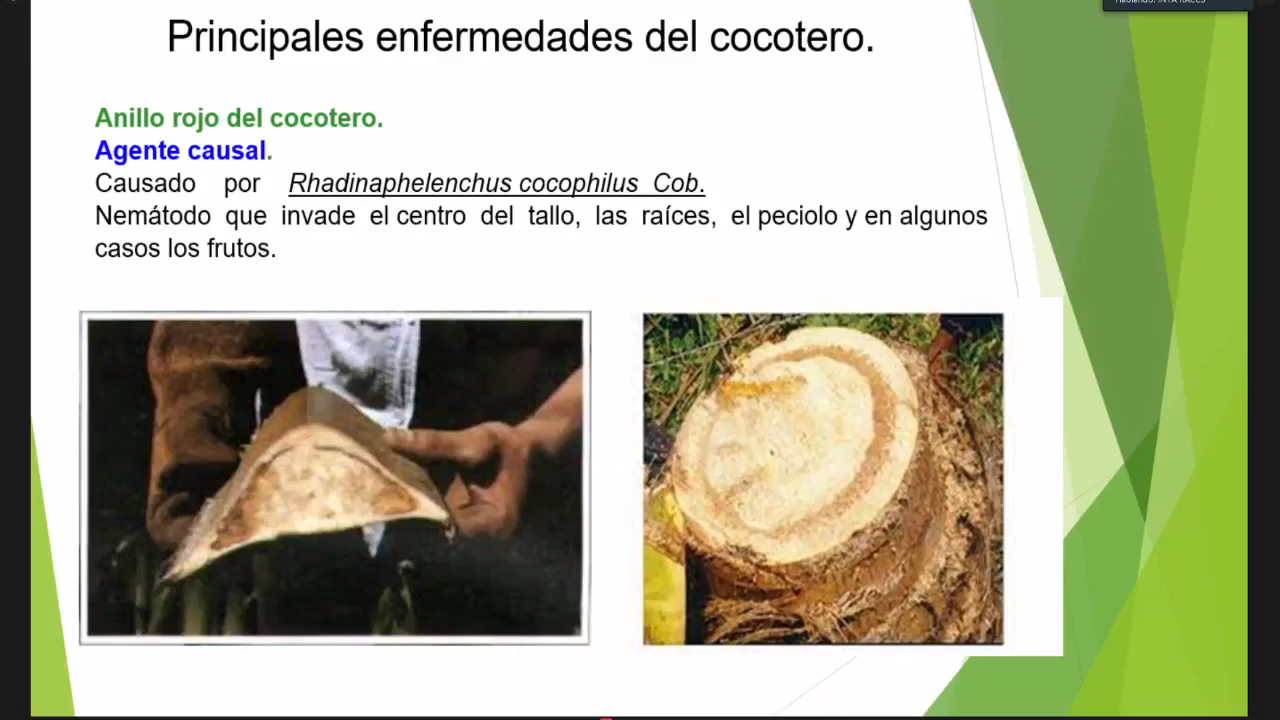 Principales enfermedades del cocotero.
Anillo rojo del cocotero.
Agente causal.
Causado por Rhadinaphelenchus cocophilus Cob.
Nemátodo que invade el centro del tallo, las raíces, el peciolo y en algunos
casos los frutos.